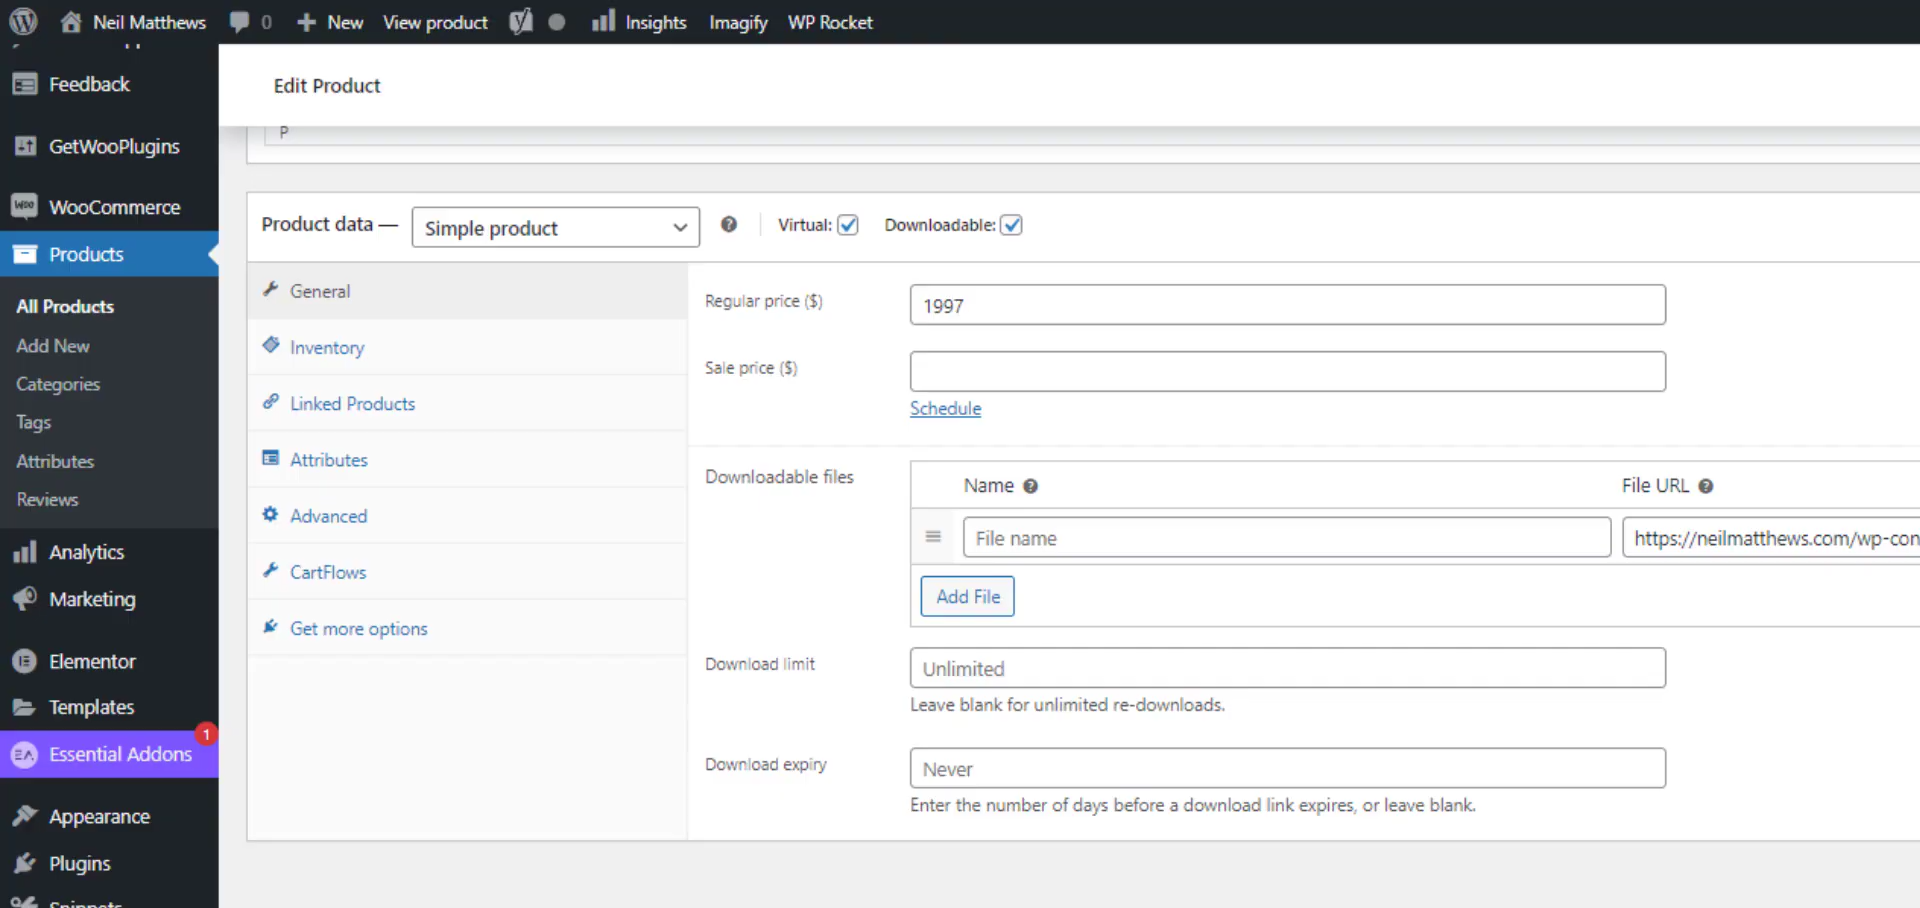 Neil Matthews
0
New
View product
Insights
Imagify
WP Rocket
Feedback
GetWooPlugins
WooCommerce
Products
All Products
Add New
Categories
Tags
Attributes
Reviews
Analytics
Marketing
Elementor
Templates
1
Essential Addons
Appearance
Plugins
Edit Product
P
Product data —
Simple product
Virtual:
Downloadable:
General
Inventory
Linked Products
Attributes
Advanced
CartFlows
Get more options
Regular price ($)
1997
Sale price ($)
Schedule
Downloadable files
Name
File URL
File name
https://neilmatthews.com/wp-con
Add File
Download limit
Unlimited
Leave blank for unlimited re-downloads.
Download expiry
Never
Enter the number of days before a download link expires, or leave blank.